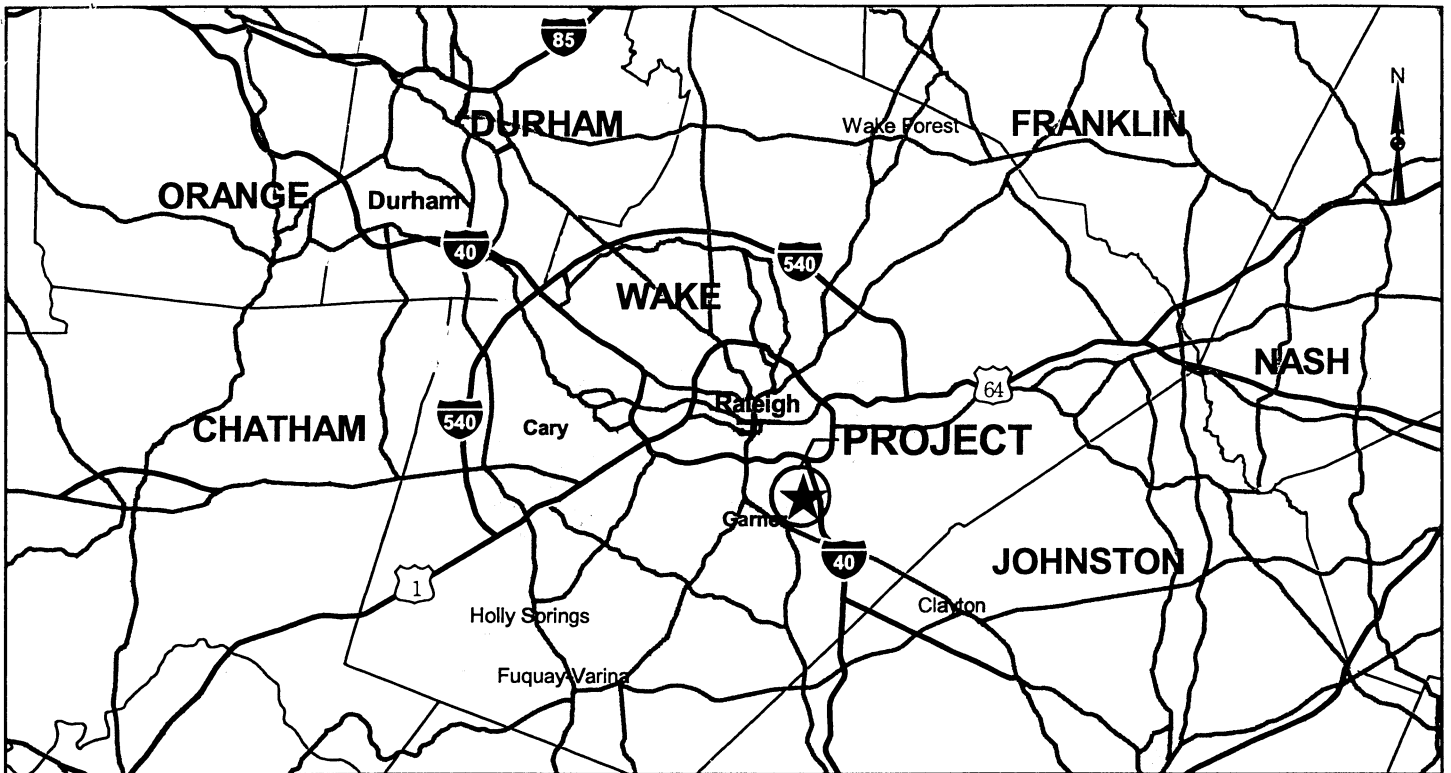 85
N
DURHAM
Wake Forest
FRANKLIN
ORANGE
Durham
40
540
WAKE
NASH
64
Raleigh
540
CHATHAM
Cary
PROJECT
Garner
40
JOHNSTON
1
Clayton
Holly Springs
Fuquay-Varina